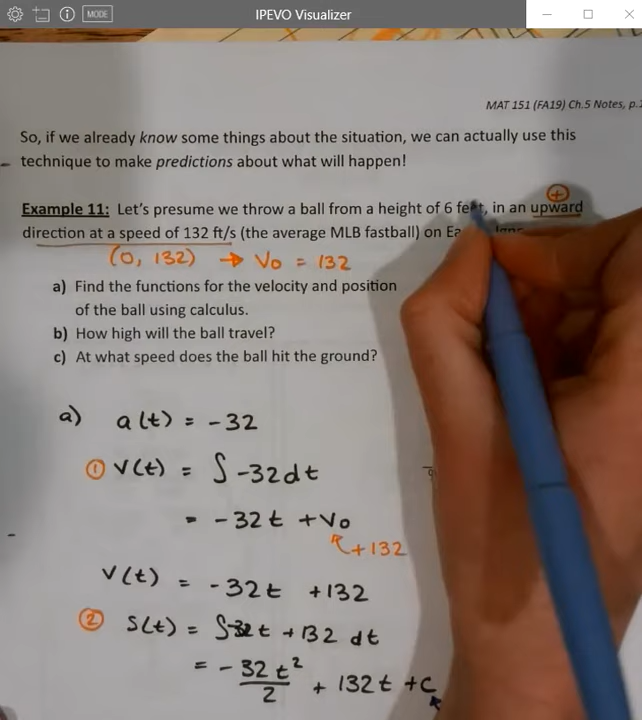 MODE
IPEVO Visualizer
MAT 151 (FA19) Ch.5 Notes, p.
So, if we already know some things about the situation, we can actually use this
technique to make predictions about what will happen!
+
Example 11: Let's presume we throw a ball from a height of 6 feet, in an upward
direction at a speed of 132 ft/s (the average MLB fastball) on
(0, 132) → V₀ = 132
a) Find the functions for the velocity and position
of the ball using calculus.
b) How high will the ball travel?
c) At what speed does the ball hit the ground?
a) a(t) = -32
① V(t) = ∫ -32dt
= -32t + V₀
+132
V(t) = -32t +132
② S(t) = ∫-32t +132 dt
= - 32t²/2 + 132t +C